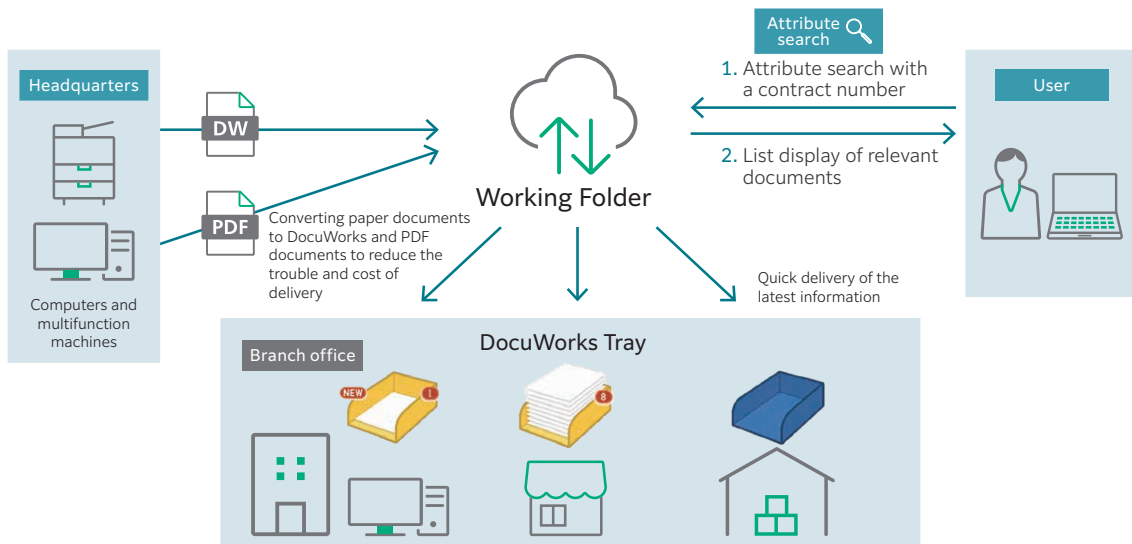 Headquarters
Computers and
multifunction
machines
DW
PDF
Converting paper documents
to DocuWorks and PDF
documents to reduce the
trouble and cost of
delivery
Working Folder
Attribute
search
1. Attribute search with
a contract number
2. List display of relevant
documents
User
Quick delivery of the
latest information
DocuWorks Tray
Branch office
NEW
1
8